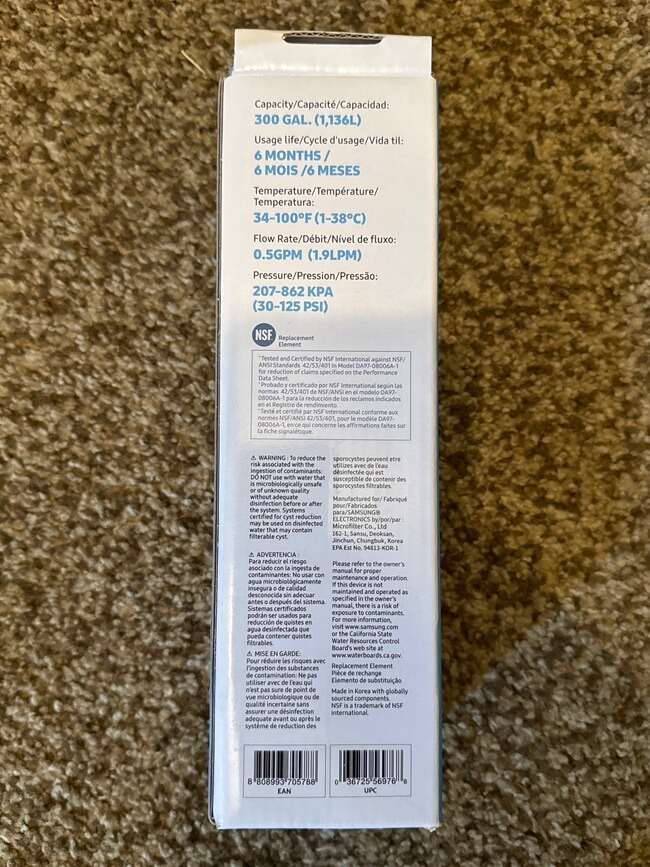 Capacity/Capacité/Capacidad:
300 GAL. (1,136L)
Usage life/Cycle d'usage/Vida til:
6 MONTHS /
6 MOIS /6 MESES
Temperature/Température/
Temperatura:
34-100ºF (1-38ºC)
Flow Rate/Débit/Nível de fluxo:
0.5GPM (1.9LPM)
Pressure/Pression/Pressão:
207-862 KPA
(30-125 PSI)
NSF
Replacement
Element
*Tested and Certified by NSF International against NSF/
ANSI Standards 42/53/401 in Model DA97-08006A-1
for reduction of claims specified on the Performance
Data Sheet.
*Probado y certificado por NSF International según las
normas 42/53/401 de NSF/ANSI en el modelo DA97-
08006A-1 para la reducción de los reclamos indicados
en el Registro de rendimiento.
*Testé et certifié par NSF International conforme aux
normes NSF/ANSI 42/53/401, pour le modèle DA97-
08006A-1, en ce qui concerne les affirmations faites sur
la fiche signalétique.
⚠ WARNING : To reduce the
risk associated with the
ingestion of contaminants:
DO NOT use with water that
is microbiologically unsafe
or of unknown quality
without adequate
disinfection before or after
the system. Systems
certified for cyst reduction
may be used on disinfected
water that may contain
filterable cyst.
⚠ ADVERTENCIA :
Para reducir el riesgo
asociado con la ingesta de
contaminantes: No usar con
agua microbiológicamente
insegura o de calidad
desconocida sin adecuar
antes o después del sistema.
Sistemas certificados
podrán ser usados para
reducción de quistes en
agua desinfectada que
pueda contener quistes
filtrables.
⚠ MISE EN GARDE:
Pour réduire les risques avec
l'ingestion des substances
de contamination: Ne pas
utiliser avec de l'eau qui
n'est pas sure de point de
vue microbiologique ou de
qualité incertaine sans
assurer une désinfection
adequate avant ou après le
système de reduction des
sporocystes peuvent etre
utilizes avec de l'eau
désinfectée qui est
susceptible de contenir des
sporocystes filtrables.
Manufactured for/ Fabriqué
pour/Fabricados
para/SAMSUNG®
ELECTRONICS by/por/par :
Microfilter Co., Ltd
162-1, Sansu, Deoksan,
Jinchun, Chungbuk, Korea
EPA Est No. 94813-KOR-1
Please refer to the owner's
manual for proper
maintenance and operation.
If this device is not
maintained and operated as
specified in the owner's
manual, there is a risk of
exposure to contaminants.
For more information,
visit www.samsung.com
or the California State
Water Resources Control
Board's web site at
www.waterboards.ca.gov.
Replacement Element
Pièce de rechange
Elemento de substituição
Made in Korea with globally
sourced components.
NSF is a trademark of NSF
International.
8 808993 705788
EAN
0 36725 56976 8
UPC